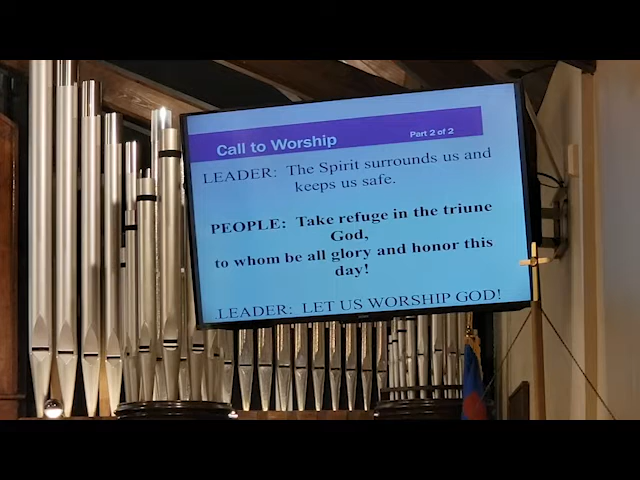 Call to Worship
Part 2 of 2
LEADER: The Spirit surrounds us and
keeps us safe.
PEOPLE: Take refuge in the triune
God,
to whom be all glory and honor this
day!
LEADER: LET US WORSHIP GOD!